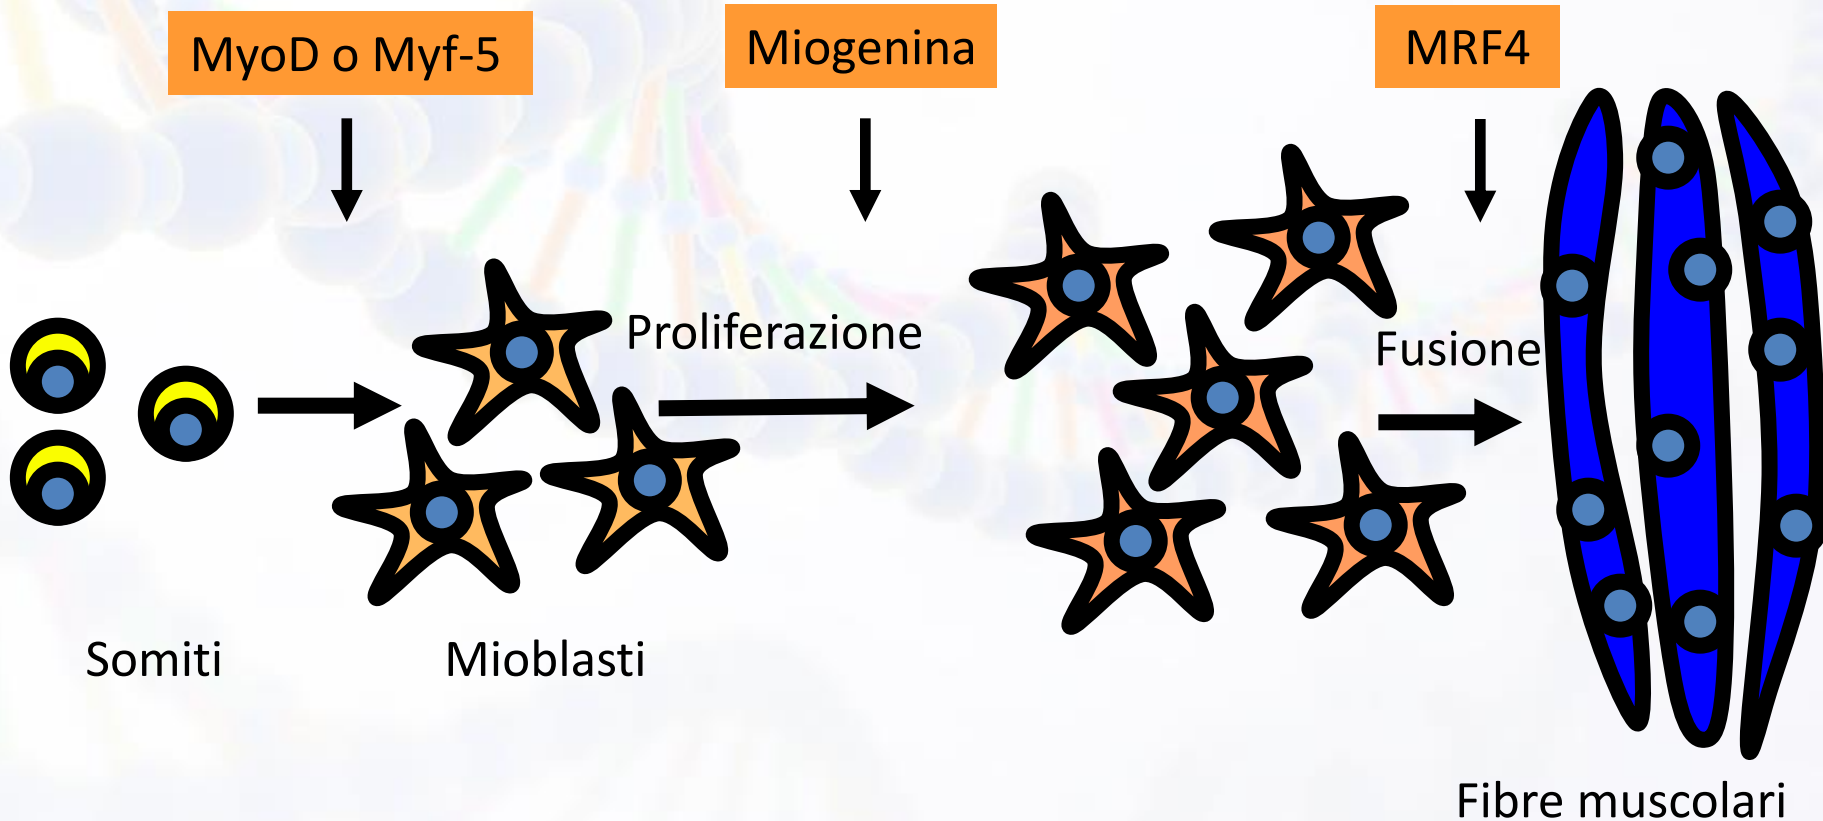 MyoD o Myf-5
Miogenina
MRF4
Proliferazione
Fusione
Somiti
Mioblasti
Fibre muscolari